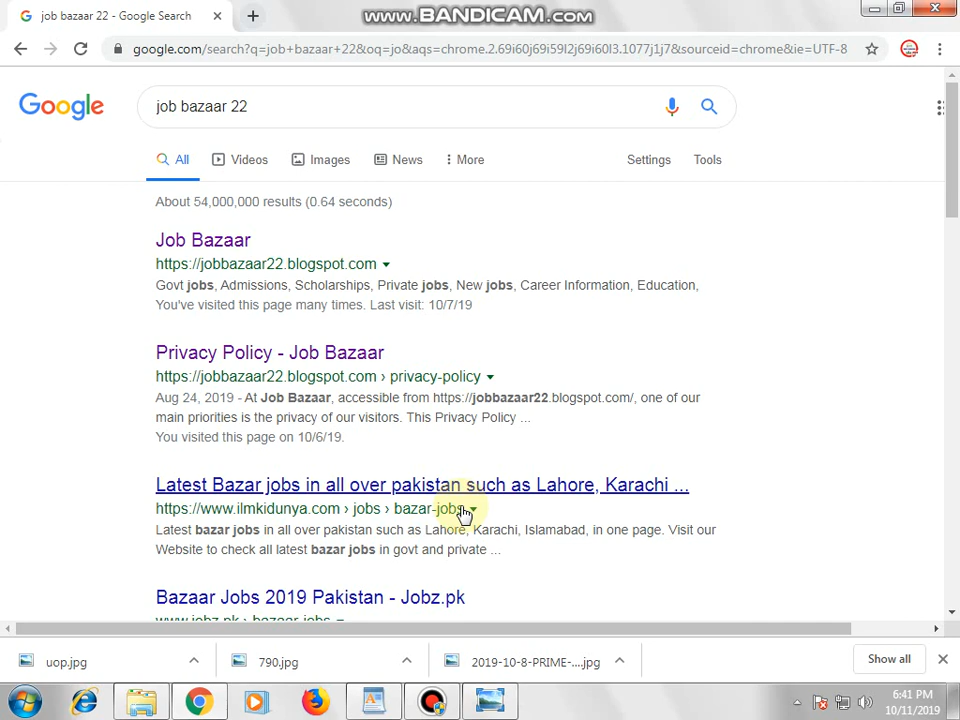 job bazaar 22 - Google Search
www.BANDICAM.com
google.com/search?q=job+bazaar+22&oq=jo&aqs=chrome.2.69i60j69i59l2j69i60l3.1077j1j7&sourceid=chrome&ie=UTF-8
Google
job bazaar 22
All
Videos
Images
News
More
Settings
Tools
About 54,000,000 results (0.64 seconds)
Job Bazaar
https://jobbazaar22.blogspot.com
Govt jobs, Admissions, Scholarships, Private jobs, New jobs, Career Information, Education,
You've visited this page many times. Last visit: 10/7/19
Privacy Policy - Job Bazaar
https://jobbazaar22.blogspot.com › privacy-policy
Aug 24, 2019 - At Job Bazaar, accessible from https://jobbazaar22.blogspot.com/, one of our
main priorities is the privacy of our visitors. This Privacy Policy ...
You visited this page on 10/6/19.
Latest Bazar jobs in all over pakistan such as Lahore, Karachi ...
https://www.ilmkidunya.com › jobs › bazar-jobs
Latest bazar jobs in all over pakistan such as Lahore, Karachi, Islamabad, in one page. Visit our
Website to check all latest bazar jobs in govt and private ...
Bazaar Jobs 2019 Pakistan - Jobz.pk
www.jobz.pk › bazaar-jobs
uop.jpg
790.jpg
2019-10-8-PRIME-....jpg
Show all
6:41 PM
10/11/2019